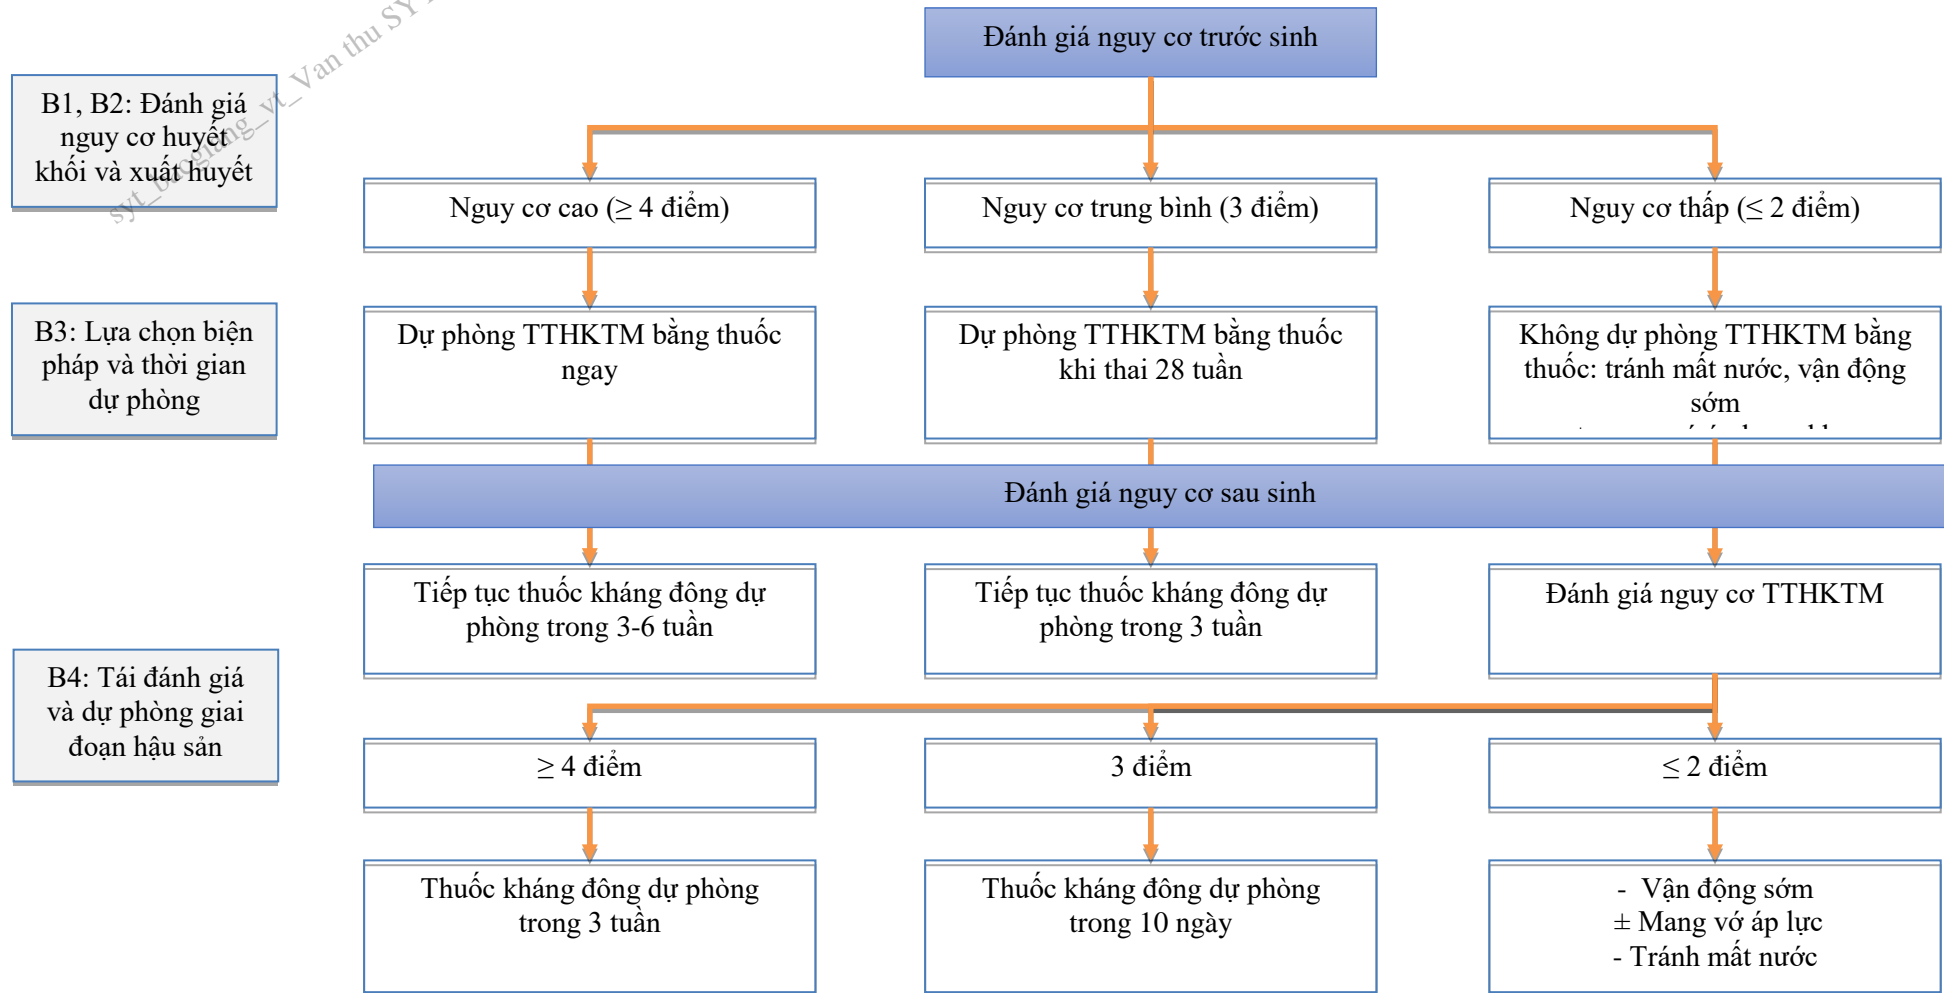 Đánh giá nguy cơ trước sinh
B1, B2: Đánh giá
nguy cơ huyết
khối và xuất huyết
syt_baogiang_vt_Van thu SY
Nguy cơ cao (≥ 4 điểm)
Nguy cơ trung bình (3 điểm)
Nguy cơ thấp (≤ 2 điểm)
B3: Lựa chọn biện
pháp và thời gian
dự phòng
Dự phòng TTHKTM bằng thuốc
ngay
Dự phòng TTHKTM bằng thuốc
khi thai 28 tuần
Không dự phòng TTHKTM bằng
thuốc: tránh mất nước, vận động
sớm
Đánh giá nguy cơ sau sinh
Tiếp tục thuốc kháng đông dự
phòng trong 3-6 tuần
Tiếp tục thuốc kháng đông dự
phòng trong 3 tuần
Đánh giá nguy cơ TTHKTM
B4: Tái đánh giá
và dự phòng giai
đoạn hậu sản
≥ 4 điểm
3 điểm
≤ 2 điểm
Thuốc kháng đông dự phòng
trong 3 tuần
Thuốc kháng đông dự phòng
trong 10 ngày
- Vận động sớm
± Mang vớ áp lực
- Tránh mất nước